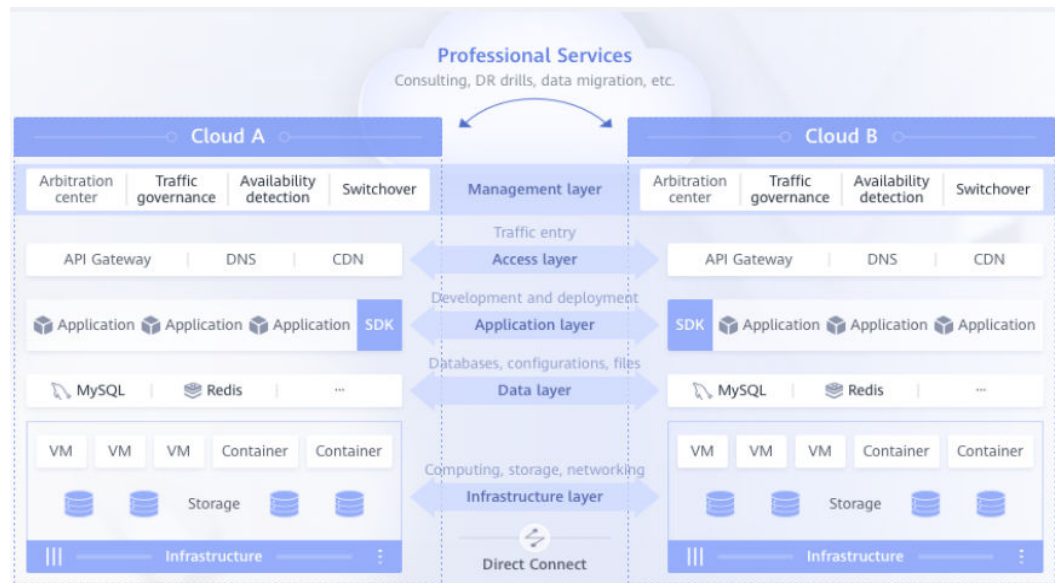 Professional Services
Consulting, DR drills, data migration, etc.
Cloud A
Cloud B
Arbitration center
Traffic governance
Availability detection
Switchover
Management layer
Arbitration center
Traffic governance
Availability detection
Switchover
Traffic entry
API Gateway
DNS
CDN
Access layer
API Gateway
DNS
CDN
Development and deployment
Application
Application
Application
SDK
Application layer
SDK
Application
Application
Application
Databases, configurations, files
MySQL
Redis
...
Data layer
MySQL
Redis
...
VM
VM
VM
Container
Container
VM
VM
VM
Container
Container
Computing, storage, networking
Storage
Infrastructure layer
Storage
Infrastructure
Direct Connect
Infrastructure